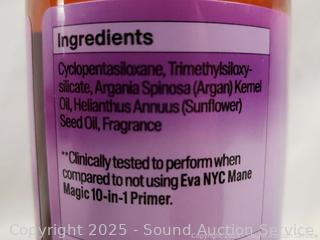 Ingredients
Cyclopentasiloxane, Trimethylsiloxy-
silicate, Argania Spinosa (Argan) Kernel
Oil, Helianthus Annuus (Sunflower)
Seed Oil, Fragrance
**Clinically tested to perform when
compared to not using Eva NYC Mane
Magic 10-in-1 Primer.
Copyright 2025 - Sound Auction Service